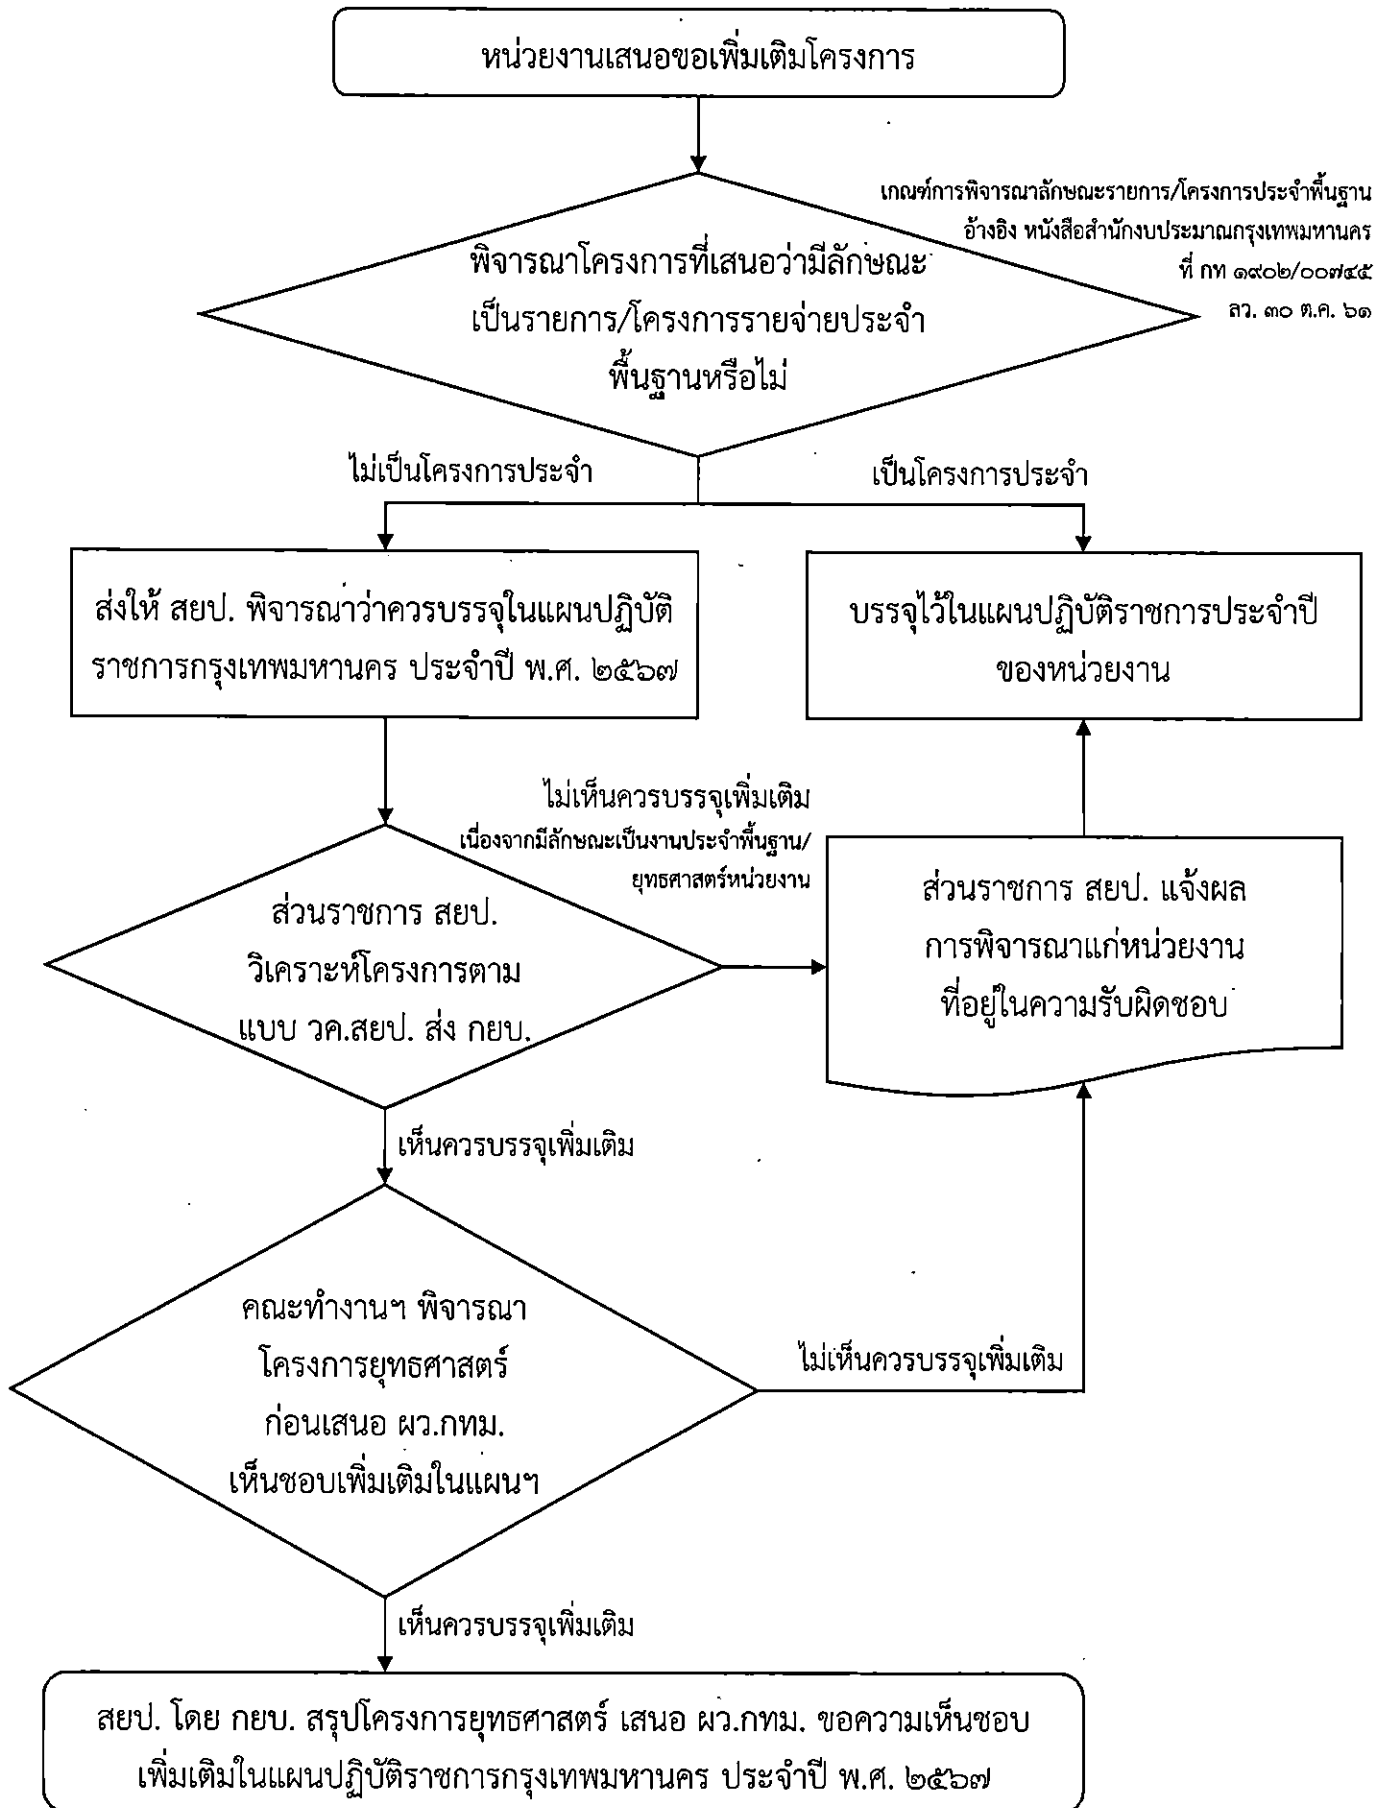 หน่วยงานเสนอขอเพิ่มเติมโครงการ
เกณฑ์การพิจารณาลักษณะรายการ/โครงการประจำพื้นฐาน
อ้างอิง หนังสือสำนักงบประมาณกรุงเทพมหานคร
ที่ กท ๑๙๐๒/๐๐๗๔๕
ลว. ๓๐ ต.ค. ๖๑
พิจารณาโครงการที่เสนอว่ามีลักษณะ
เป็นรายการ/โครงการรายจ่ายประจำ
พื้นฐานหรือไม่
ไม่เป็นโครงการประจำ
เป็นโครงการประจำ
ส่งให้ สยป. พิจารณาว่าควรบรรจุในแผนปฏิบัติ
ราชการกรุงเทพมหานคร ประจำปี พ.ศ. ๒๕๖๗
บรรจุไว้ในแผนปฏิบัติราชการประจำปี
ของหน่วยงาน
ไม่เห็นควรบรรจุเพิ่มเติม
เนื่องจากมีลักษณะเป็นงานประจำพื้นฐาน/
ยุทธศาสตร์หน่วยงาน
ส่วนราชการ สยป.
วิเคราะห์โครงการตาม
แบบ วค.สยป. ส่ง กยบ.
ส่วนราชการ สยป. แจ้งผล
การพิจารณาแก่หน่วยงาน
ที่อยู่ในความรับผิดชอบ
เห็นควรบรรจุเพิ่มเติม
คณะทำงานฯ พิจารณา
โครงการยุทธศาสตร์
ก่อนเสนอ ผว.กทม.
เห็นชอบเพิ่มเติมในแผนฯ
ไม่เห็นควรบรรจุเพิ่มเติม
เห็นควรบรรจุเพิ่มเติม
สยป. โดย กยบ. สรุปโครงการยุทธศาสตร์ เสนอ ผว.กทม. ขอความเห็นชอบ
เพิ่มเติมในแผนปฏิบัติราชการกรุงเทพมหานคร ประจำปี พ.ศ. ๒๕๖๗